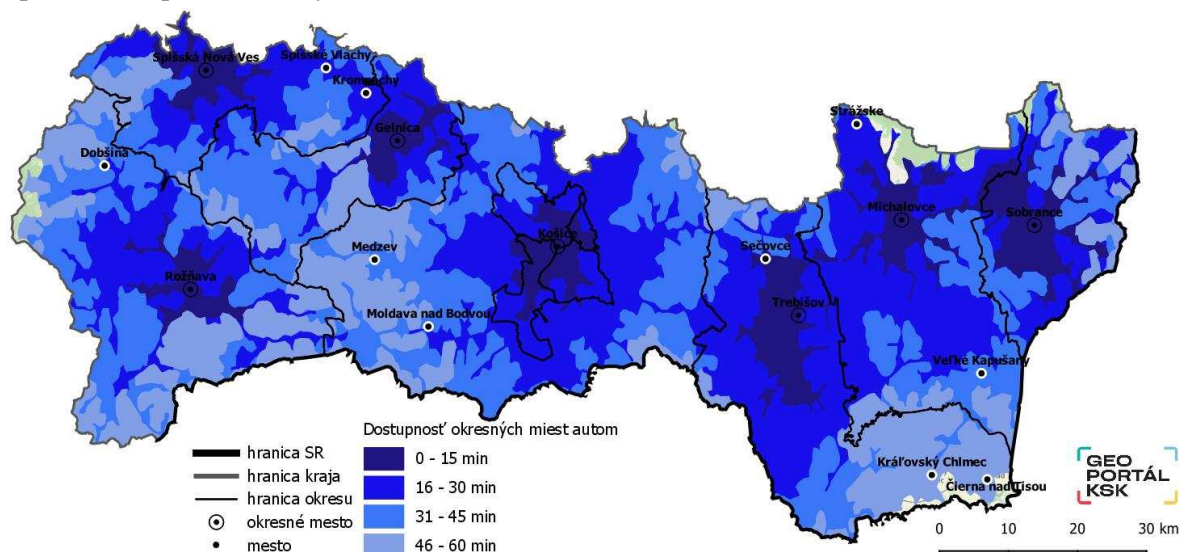 Spišská Nová Ves
Spišské Vlachy
Krompachy
Gelnica
Strážske
Dobšiná
Michalovce
Sobrance
Košice
Sečovce
Medzev
Rožňava
Trebišov
Moldava nad Bodvou
Veľké Kapušany
Kráľovský Chlmec
Čierna nad Tisou
Dostupnosť okresných miest autom
hranica SR
hranica kraja
hranica okresu
okresné mesto
mesto
0 - 15 min
16 - 30 min
31 - 45 min
46 - 60 min
GEO
PORTÁL
KSK
0 10 20 30 km